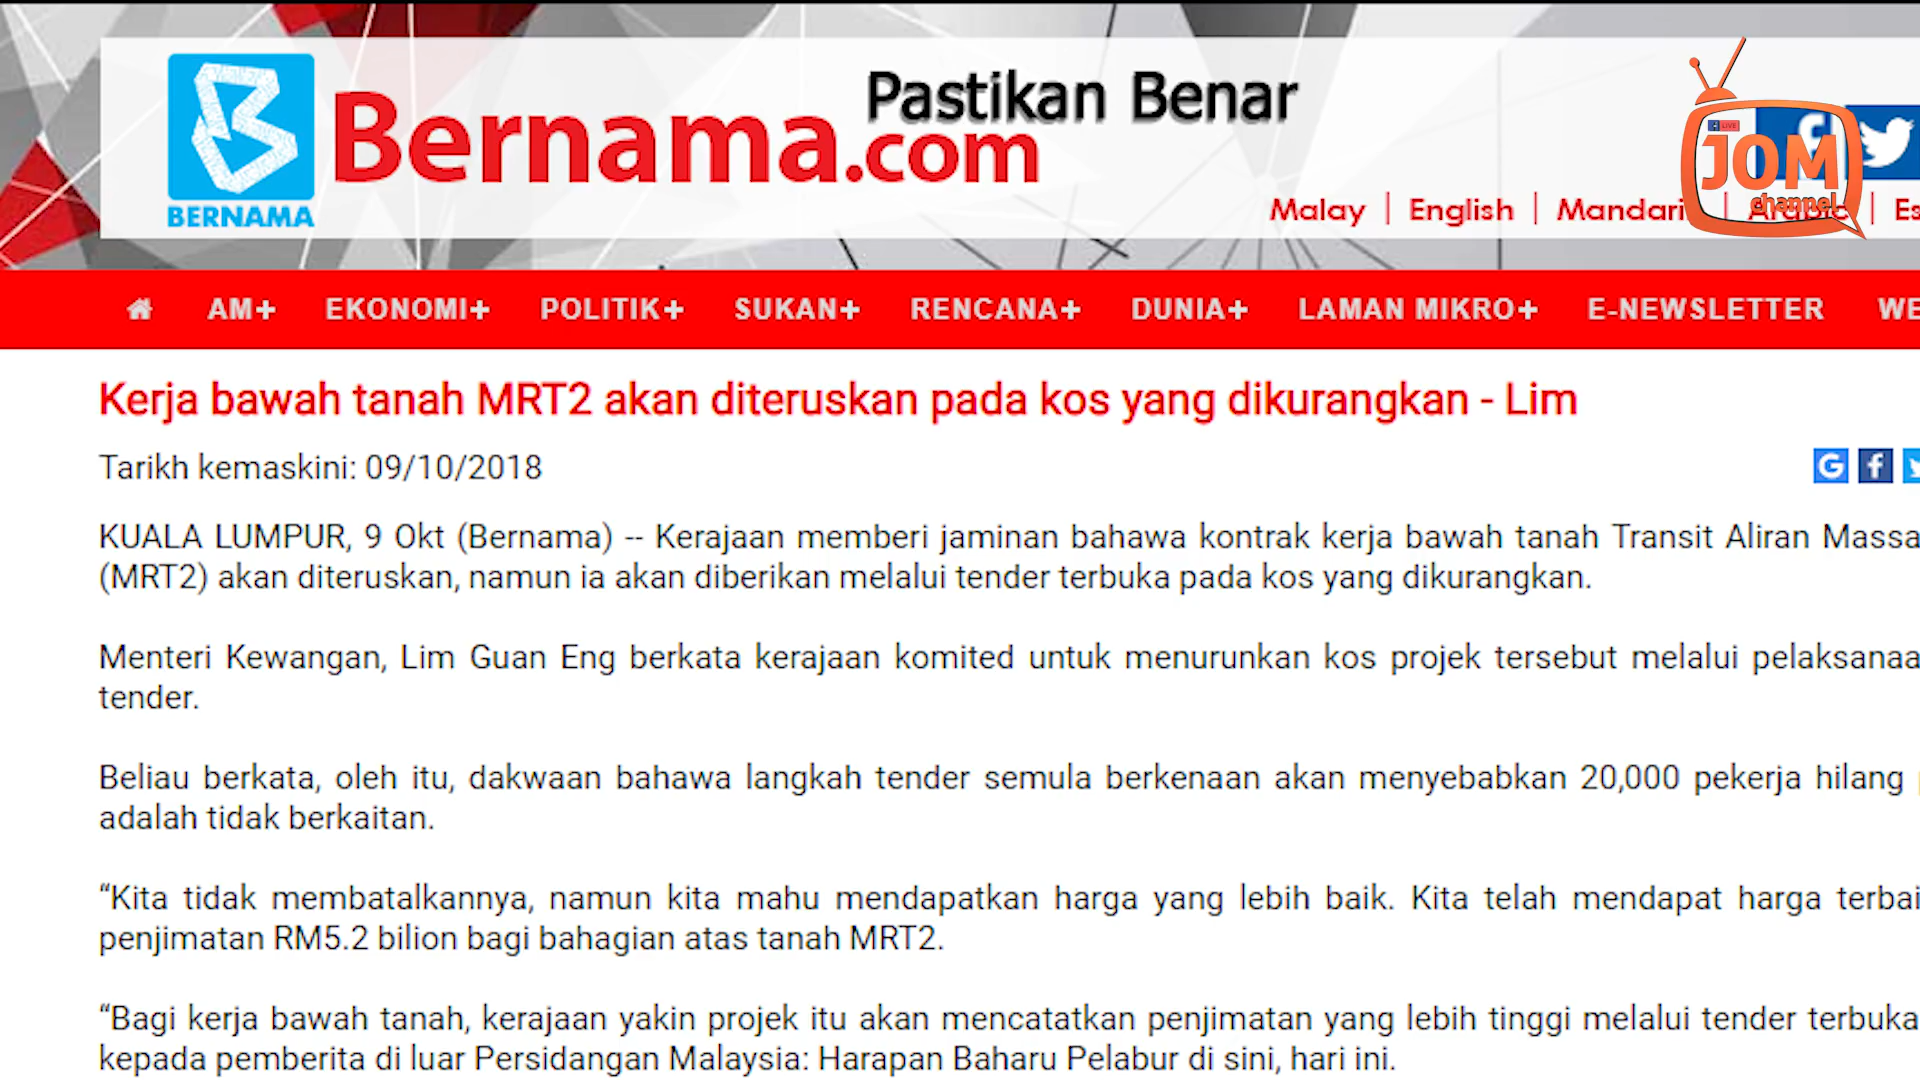 Pastikan Benar
Bernama.com
BERNAMA
LIVE
JOM
channel
Malay | English | Mandari | Arabic |
AM+ EKONOMI+ POLITIK+ SUKAN+ RENCANA+ DUNIA+ LAMAN MIKRO+ E-NEWSLETTER WE
Kerja bawah tanah MRT2 akan diteruskan pada kos yang dikurangkan - Lim
Tarikh kemaskini: 09/10/2018
KUALA LUMPUR, 9 Okt (Bernama) -- Kerajaan memberi jaminan bahawa kontrak kerja bawah tanah Transit Aliran Massa
(MRT2) akan diteruskan, namun ia akan diberikan melalui tender terbuka pada kos yang dikurangkan.
Menteri Kewangan, Lim Guan Eng berkata kerajaan komited untuk menurunkan kos projek tersebut melalui pelaksanaa
tender.
Beliau berkata, oleh itu, dakwaan bahawa langkah tender semula berkenaan akan menyebabkan 20,000 pekerja hilang
adalah tidak berkaitan.
“Kita tidak membatalkannya, namun kita mahu mendapatkan harga yang lebih baik. Kita telah mendapat harga terbai
penjimatan RM5.2 bilion bagi bahagian atas tanah MRT2.
“Bagi kerja bawah tanah, kerajaan yakin projek itu akan mencatatkan penjimatan yang lebih tinggi melalui tender terbuka
kepada pemberita di luar Persidangan Malaysia: Harapan Baharu Pelabur di sini, hari ini.